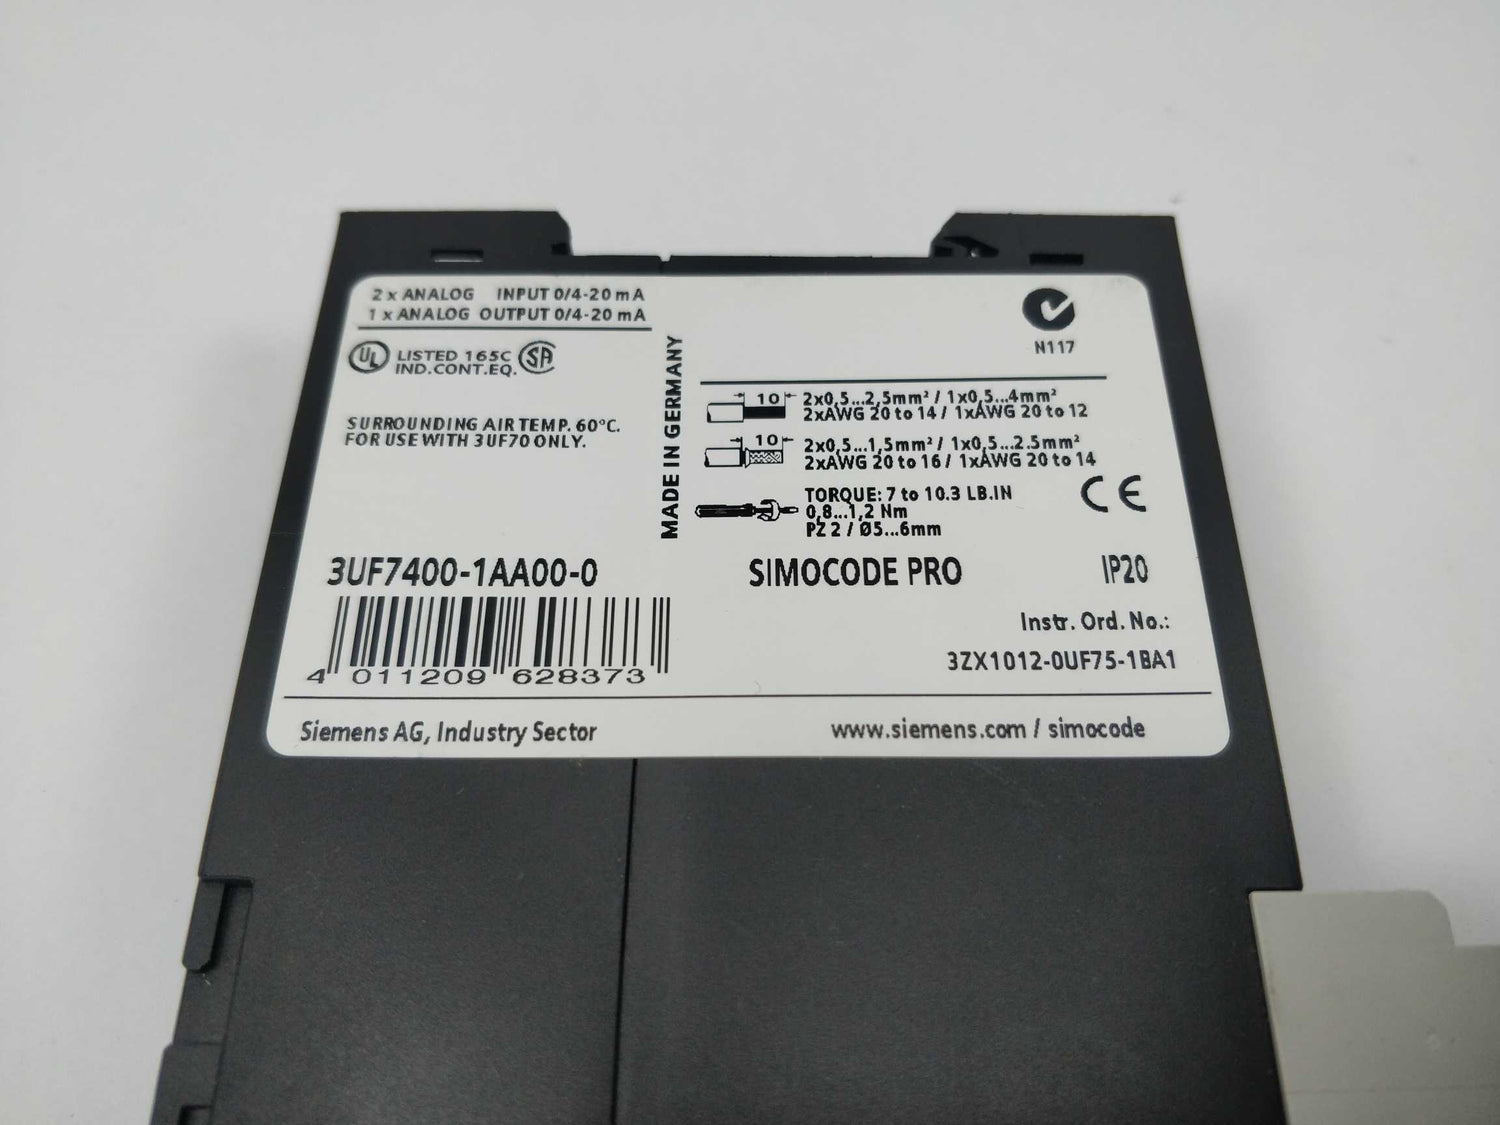 2 x ANALOG INPUT 0/4-20 mA
1 x ANALOG OUTPUT 0/4-20 mA
UL LISTED 165C SA
IND.CONT.EQ.
SURROUNDING AIR TEMP. 60°C.
FOR USE WITH 3UF70 ONLY.
MADE IN GERMANY
N117
10 2x0,5...2,5mm² / 1x0,5...4mm²
2xAWG 20 to 14 / 1xAWG 20 to 12
10 2x0,5...1,5mm² / 1x0,5...2.5mm²
2xAWG 20 to 16 / 1xAWG 20 to 14
TORQUE: 7 to 10.3 LB.IN
0,8...1,2 Nm
PZ 2 / Ø5...6mm
CE
3UF7400-1AA00-0
SIMOCODE PRO
IP20
4 011209 628373
Instr. Ord. No.:
3ZX1012-0UF75-1BA1
Siemens AG, Industry Sector
www.siemens.com / simocode